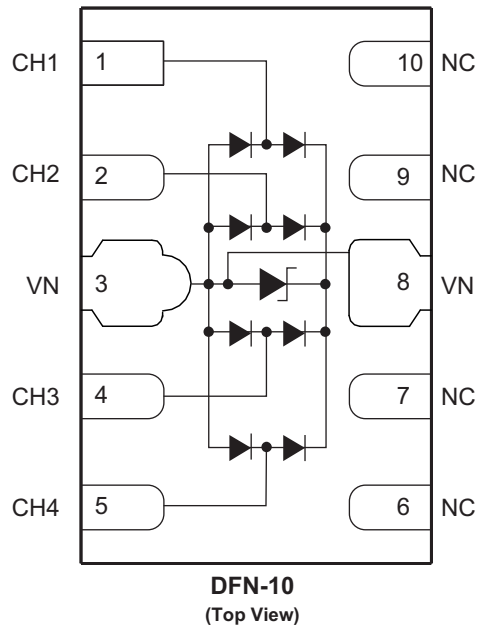 CH1 1 10 NC
CH2 2 9 NC
VN 3 8 VN
CH3 4 7 NC
CH4 5 6 NC
DFN-10
(Top View)